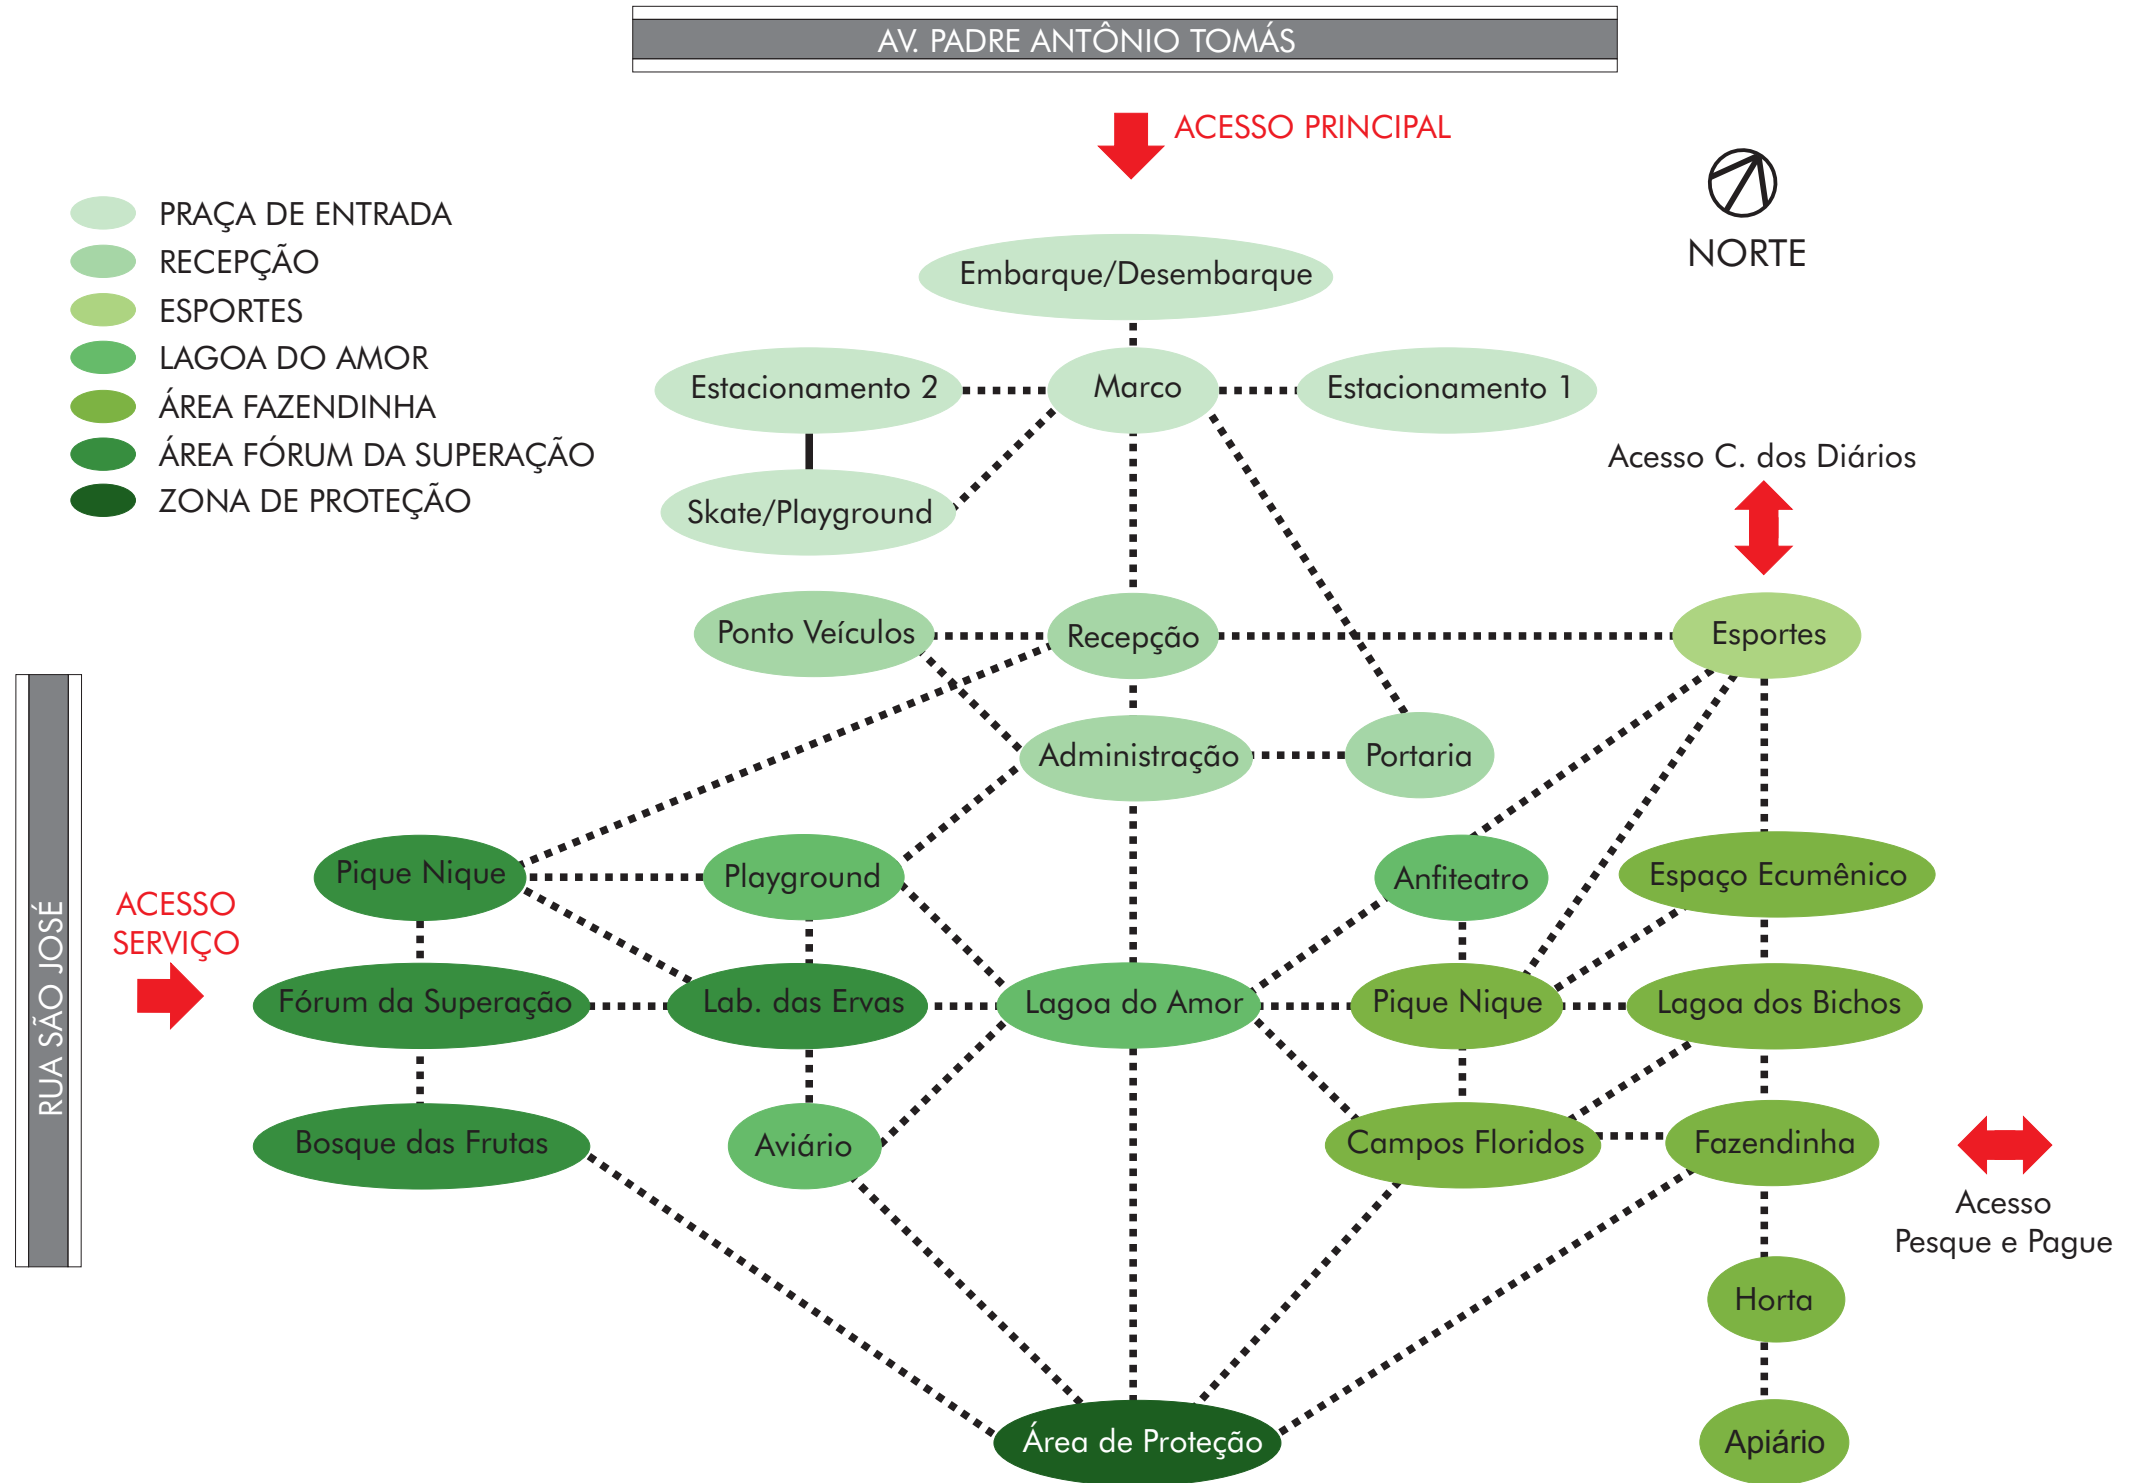 AV. PADRE ANTÔNIO TOMÁS
ACESSO PRINCIPAL
NORTE
PRAÇA DE ENTRADA
RECEPÇÃO
ESPORTES
LAGOA DO AMOR
ÁREA FAZENDINHA
ÁREA FÓRUM DA SUPERAÇÃO
ZONA DE PROTEÇÃO
Embarque/Desembarque
Estacionamento 2
Marco
Estacionamento 1
Acesso C. dos Diários
Skate/Playground
Ponto Veículos
Recepção
Esportes
Administração
Portaria
Pique Nique
Playground
Anfiteatro
Espaço Ecumênico
RUA SÃO JOSÉ
ACESSO
SERVIÇO
Fórum da Superação
Lab. das Ervas
Lagoa do Amor
Pique Nique
Lagoa dos Bichos
Bosque das Frutas
Aviário
Campos Floridos
Fazendinha
Acesso
Pesque e Pague
Horta
Área de Proteção
Apiário